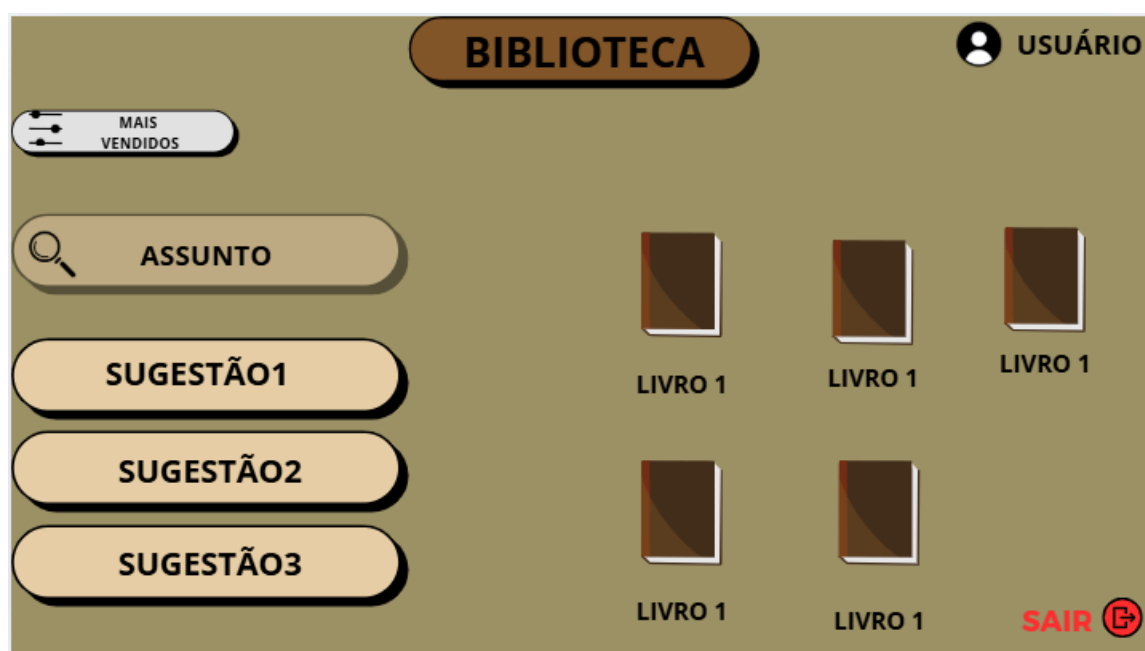 BIBLIOTECA
USUÁRIO
MAIS
VENDIDOS
ASSUNTO
SUGESTÃO1
SUGESTÃO2
SUGESTÃO3
LIVRO 1
LIVRO 1
LIVRO 1
LIVRO 1
LIVRO 1
SAIR